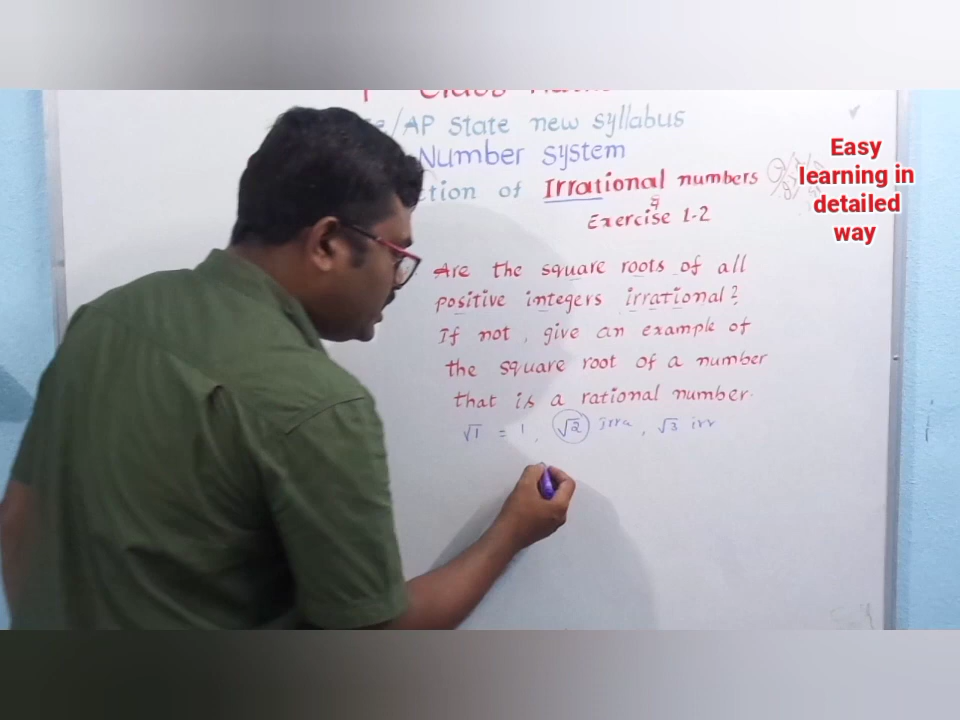 Class Maths
/AP State new syllabus
Number system
ction of Irrational numbers
Exercise 1-2
Are the square roots of all
positive integers irrational?
If not, give an example of
the square root of a number
that is a rational number.
√1 = 1, √2 irra, √3 irr
Easy
learning in
detailed
way